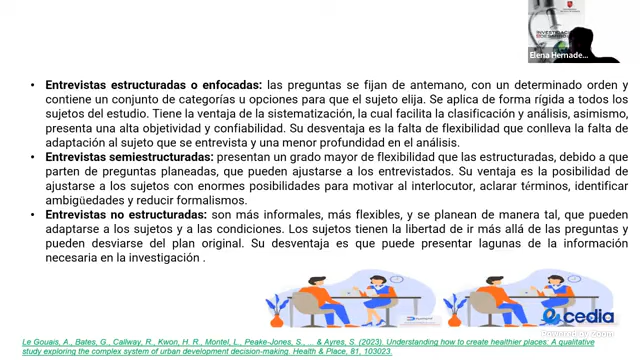 INVESTIGACIÓN
Elena Hernade...
• Entrevistas estructuradas o enfocadas: las preguntas se fijan de antemano, con un determinado orden y
contiene un conjunto de categorías u opciones para que el sujeto elija. Se aplica de forma rígida a todos los
sujetos del estudio. Tiene la ventaja de la sistematización, la cual facilita la clasificación y análisis, asimismo,
presenta una alta objetividad y confiabilidad. Su desventaja es la falta de flexibilidad que conlleva la falta de
adaptación al sujeto que se entrevista y una menor profundidad en el análisis.
• Entrevistas semiestructuradas: presentan un grado mayor de flexibilidad que las estructuradas, debido a que
parten de preguntas planeadas, que pueden ajustarse a los entrevistados. Su ventaja es la posibilidad de
ajustarse a los sujetos con enormes posibilidades para motivar al interlocutor, aclarar términos, identificar
ambigüedades y reducir formalismos.
• Entrevistas no estructuradas: son más informales, más flexibles, y se planean de manera tal, que pueden
adaptarse a los sujetos y a las condiciones. Los sujetos tienen la libertad de ir más allá de las preguntas y
pueden desviarse del plan original. Su desventaja es que puede presentar lagunas de la información
necesaria en la investigación .
cedia
Powered by Zoom
Le Gouais, A., Bates, G., Callway, R., Kwon, H. R., Montel, L., Peake-Jones, S., ... & Ayres, S. (2023). Understanding how to create healthier places: A qualitative
study exploring the complex system of urban development decision-making. Health & Place, 81, 103023.